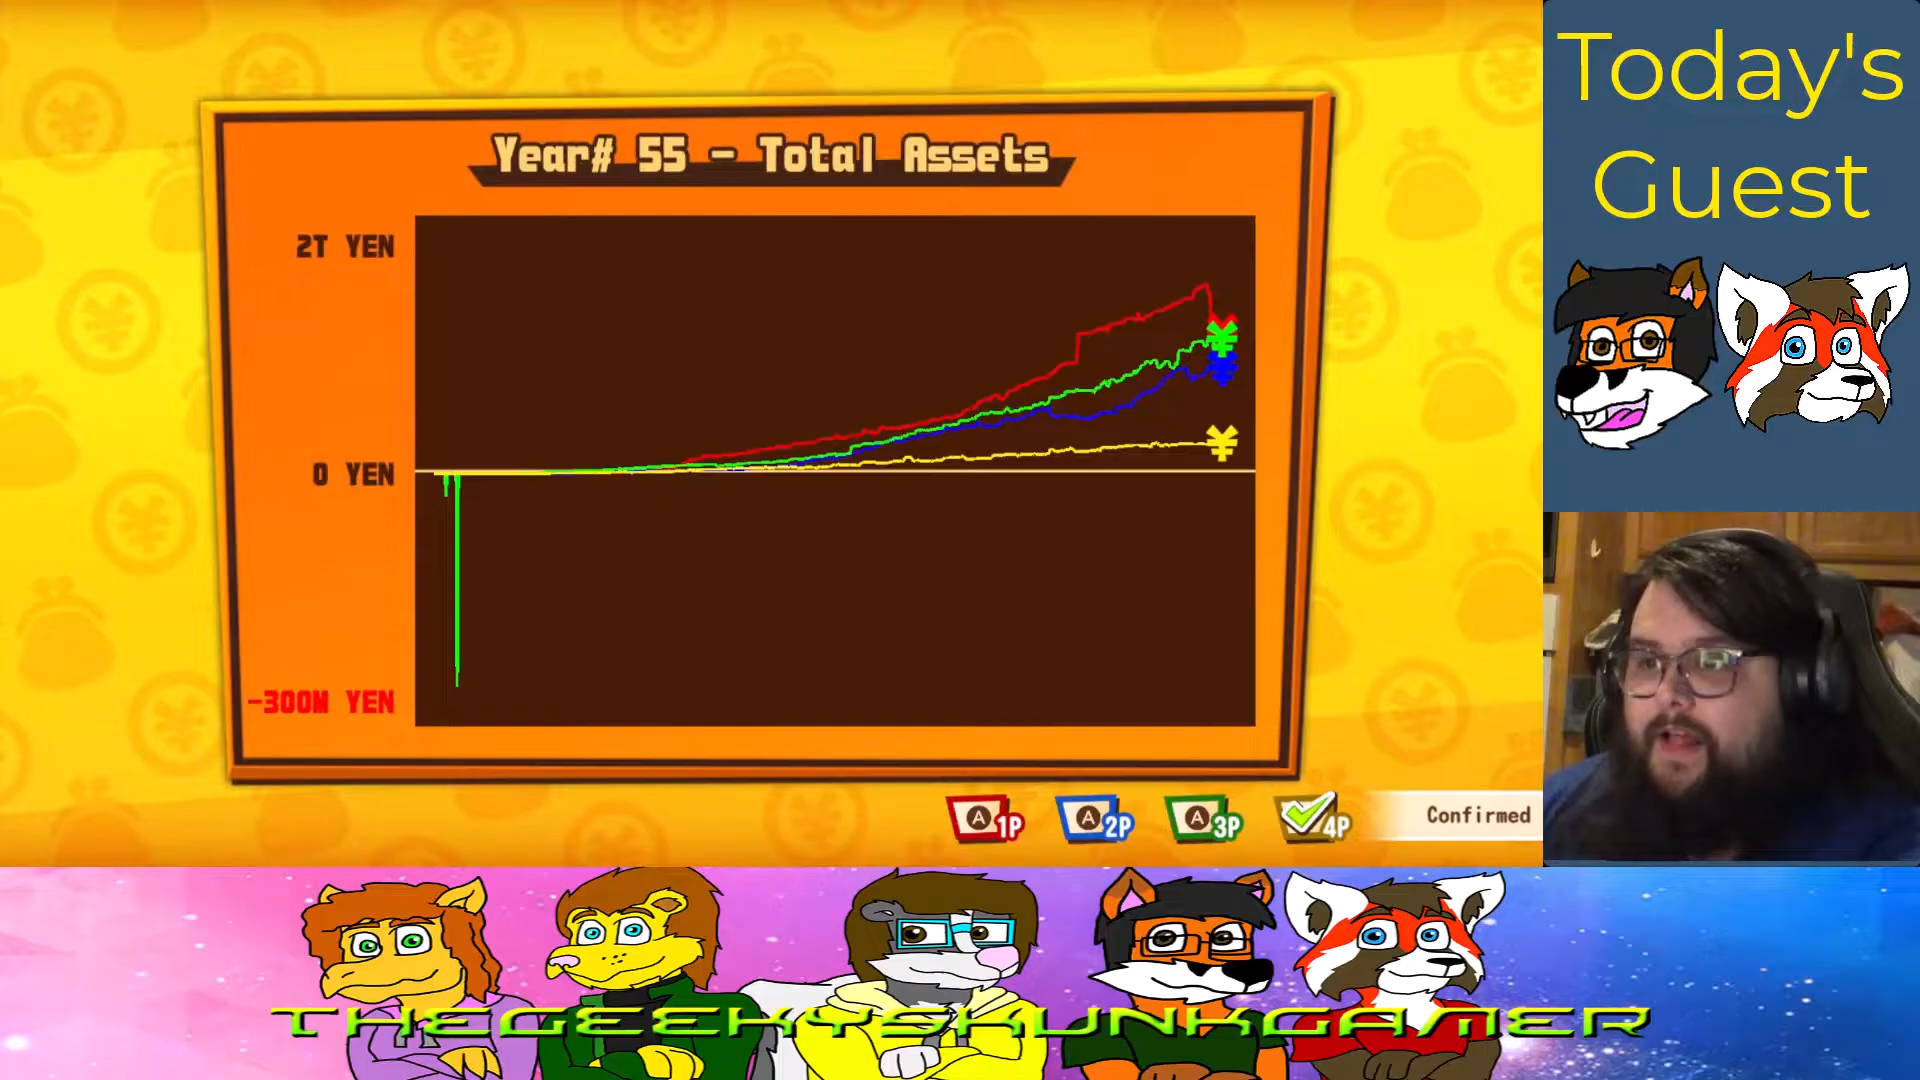 Year# 55 - Total Assets
2T YEN
0 YEN
-300M YEN
A 1P
A 2P
A 3P
4P
Confirmed
Today's
Guest
THEGEEKYSKUNKGAMER